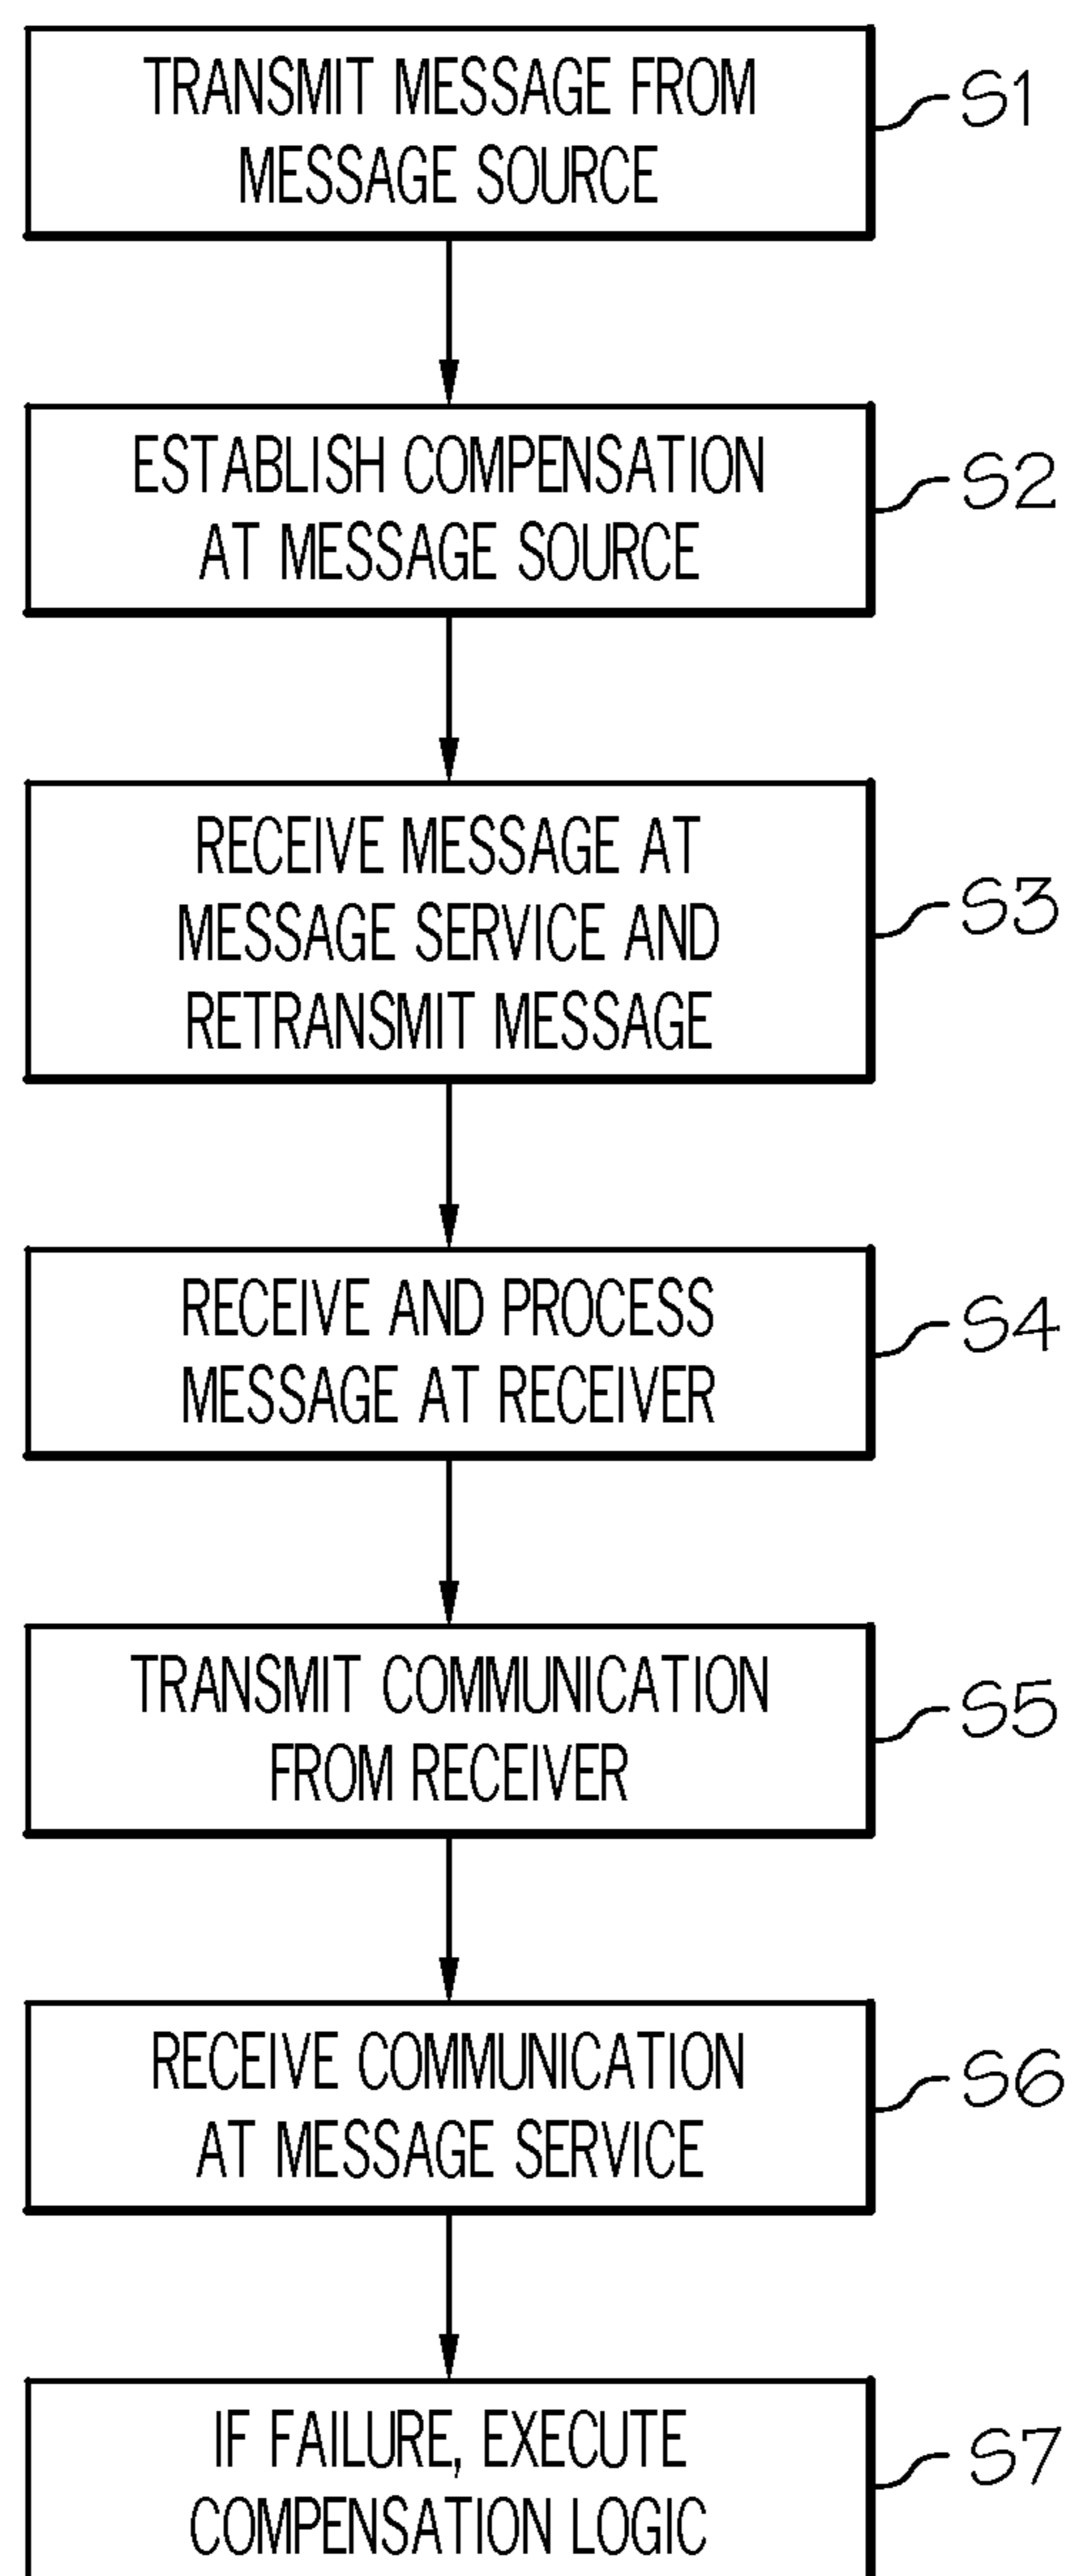 TRANSMIT MESSAGE FROM
MESSAGE SOURCE
S1
ESTABLISH COMPENSATION
AT MESSAGE SOURCE
S2
RECEIVE MESSAGE AT
MESSAGE SERVICE AND
RETRANSMIT MESSAGE
S3
RECEIVE AND PROCESS
MESSAGE AT RECEIVER
S4
TRANSMIT COMMUNICATION
FROM RECEIVER
S5
RECEIVE COMMUNICATION
AT MESSAGE SERVICE
S6
IF FAILURE, EXECUTE
COMPENSATION LOGIC
S7